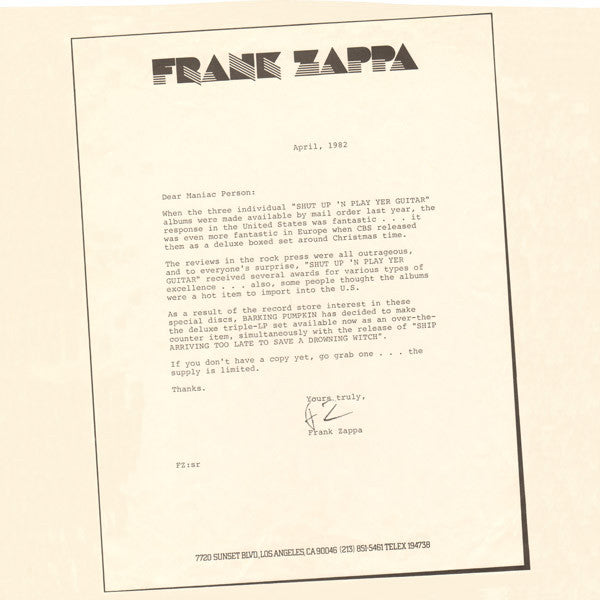 FRANK ZAPPA
April, 1982
Dear Maniac Person:
When the three individual "SHUT UP 'N PLAY YER GUITAR"
albums were made available by mail order last year, the
response in the United States was fantastic . . . it
was even more fantastic in Europe when CBS released
them as a deluxe boxed set around Christmas time.
The reviews in the rock press were all outrageous,
and to everyone's surprise, "SHUT UP 'N PLAY YER
GUITAR" received several awards for various types of
excellence . . . also, some people thought the albums
were a hot item to import into the U.S.
As a result of the record store interest in these
special discs, BARKING PUMPKIN has decided to make
the deluxe triple-LP set available now as an over-the-
counter item, simultaneously with the release of "SHIP
ARRIVING TOO LATE TO SAVE A DROWNING WITCH".
If you don't have a copy yet, go grab one . . . the
supply is limited.
Thanks.
Yours truly,
FZ
Frank Zappa
FZ:sr
7720 SUNSET BLVD, LOS ANGELES, CA 90046 (213) 851-5461 TELEX 194738